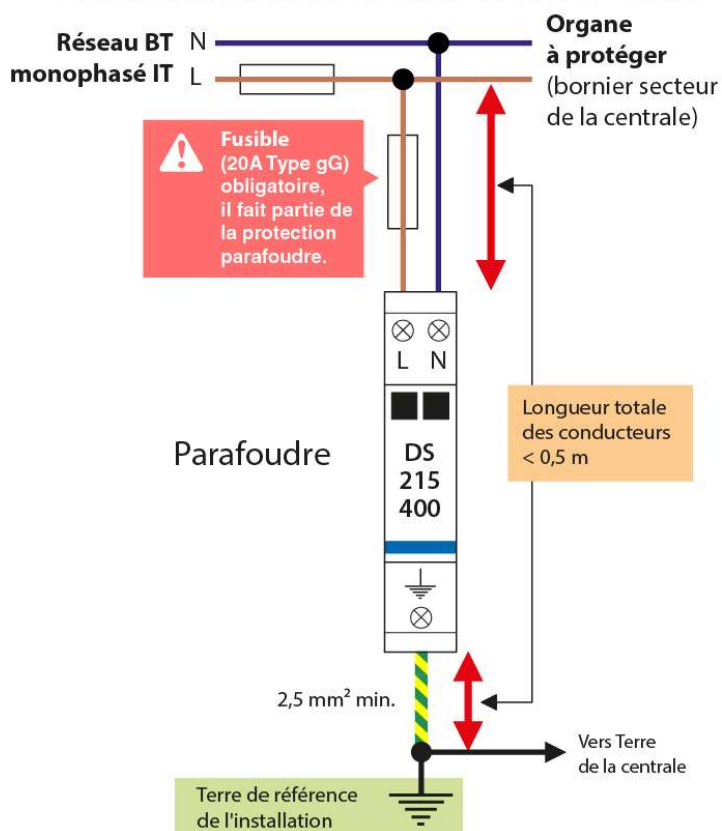 Réseau BT N
monophasé IT L
Organe
à protéger
(bornier secteur
de la centrale)
Fusible
(20A Type gG)
obligatoire,
il fait partie de
la protection
parafoudre.
L N
Parafoudre
DS
215
400
Longueur totale
des conducteurs
< 0,5 m
2,5 mm² min.
Vers Terre
de la centrale
Terre de référence
de l'installation